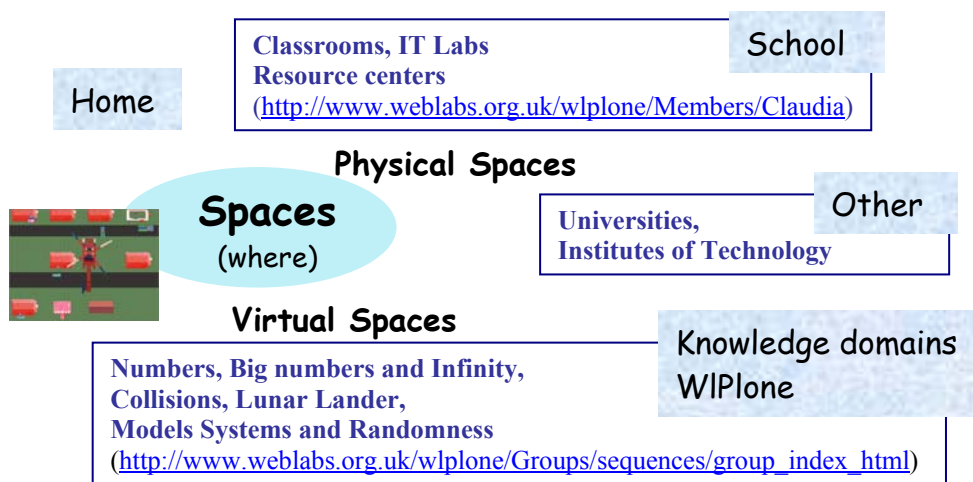 School
Classrooms, IT Labs
Resource centers
(http://www.weblabs.org.uk/wlplone/Members/Claudia)
Home
Physical Spaces
Spaces
(where)
Other
Universities,
Institutes of Technology
Virtual Spaces
Knowledge domains
WlPlone
Numbers, Big numbers and Infinity,
Collisions, Lunar Lander,
Models Systems and Randomness
(http://www.weblabs.org.uk/wlplone/Groups/sequences/group_index_html)